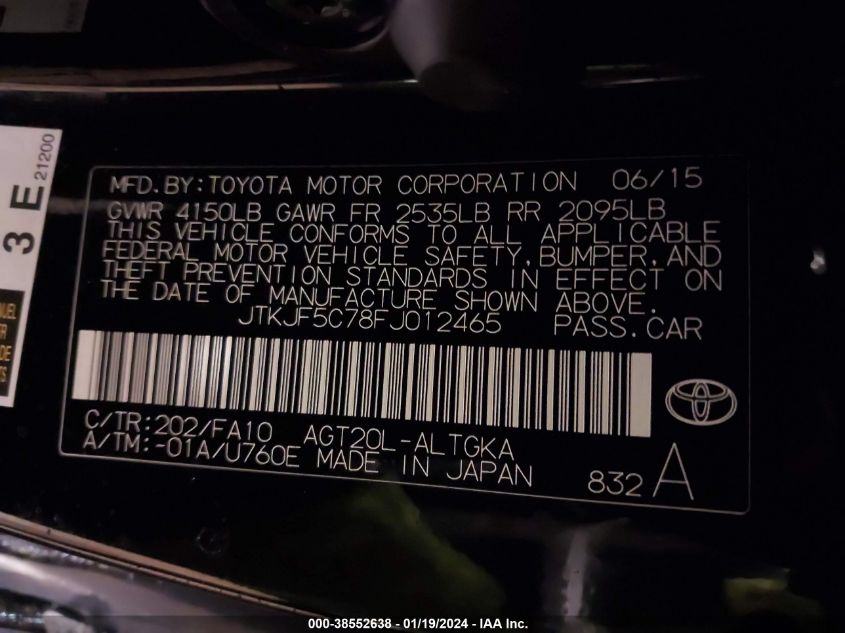 3 E
21200
MFD.BY:TOYOTA MOTOR CORPORATION 06/15
GVWR 4150LB GAWR FR 2535LB RR 2095LB
THIS VEHICLE CONFORMS TO ALL APPLICABLE
FEDERAL MOTOR VEHICLE SAFETY,BUMPER,AND
THEFT PREVENTION STANDARDS IN EFFECT ON
THE DATE OF MANUFACTURE SHOWN ABOVE.
JTKJF5C78FJ012465 PASS.CAR
C/TR:202/FA10 AGT20L-ALTGKA
A/TM:-01A/U760E MADE IN JAPAN
832 A
000-38552638 - 01/19/2024 - IAA Inc.